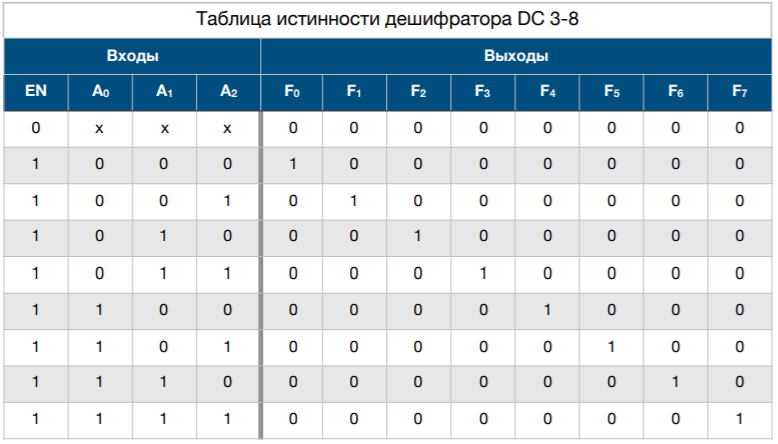 Таблица истинности дешифратора DC 3-8
Входы Выходы
EN A₀ A₁ A₂ F₀ F₁ F₂ F₃ F₄ F₅ F₆ F₇
0 x x x 0 0 0 0 0 0 0 0
1 0 0 0 1 0 0 0 0 0 0 0
1 0 0 1 0 1 0 0 0 0 0 0
1 0 1 0 0 0 1 0 0 0 0 0
1 0 1 1 0 0 0 1 0 0 0 0
1 1 0 0 0 0 0 0 1 0 0 0
1 1 0 1 0 0 0 0 0 1 0 0
1 1 1 0 0 0 0 0 0 0 1 0
1 1 1 1 0 0 0 0 0 0 0 1